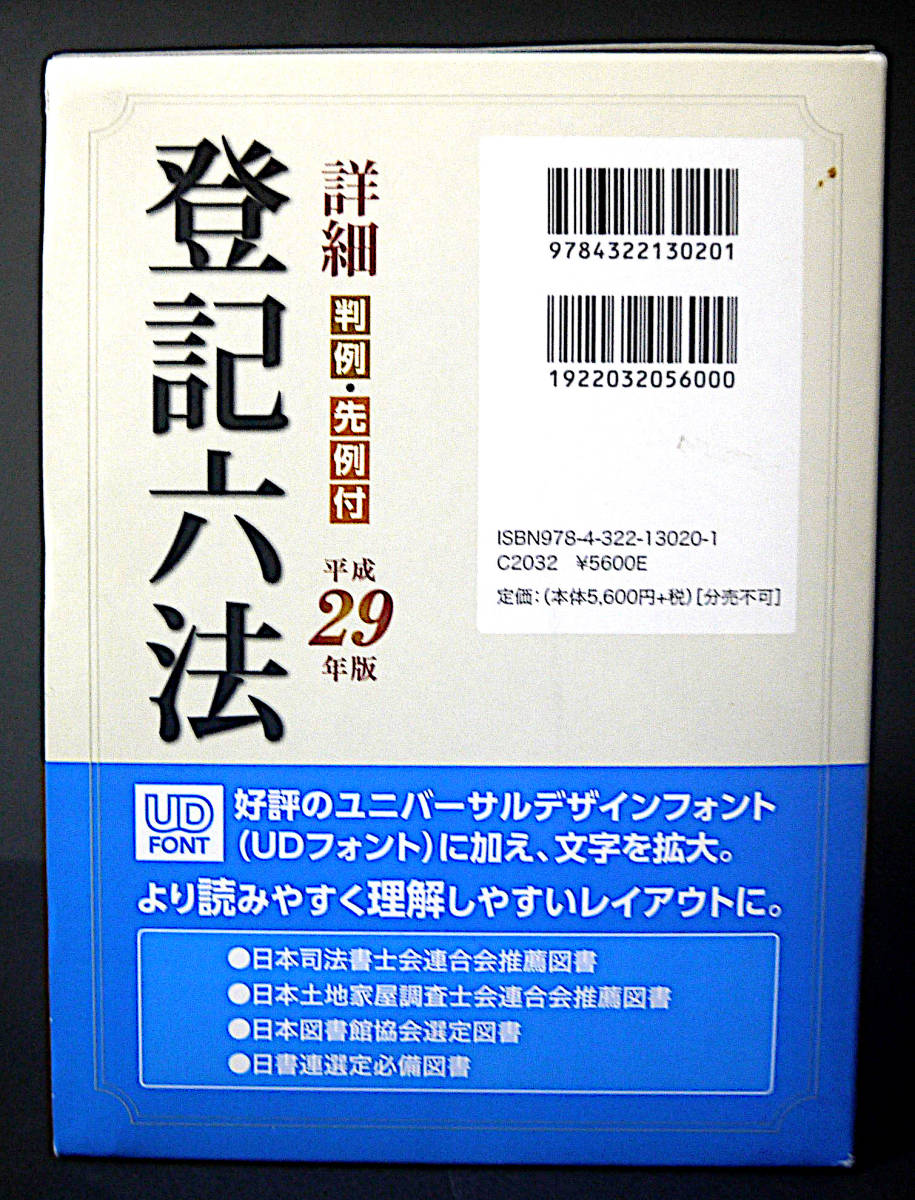 詳細
判例・先例付
平成
29
年版
登記六法
9784322130201
1922032056000
ISBN978-4-322-13020-1
C2032 ¥5600E
定価:(本体5,600円+税)[分売不可]
UD
FONT
好評のユニバーサルデザインフォント
(UDフォント)に加え、文字を拡大。
より読みやすく理解しやすいレイアウトに。
●日本司法書士会連合会推薦図書
●日本土地家屋調査士会連合会推薦図書
●日本図書館協会選定図書
●日書連選定必備図書